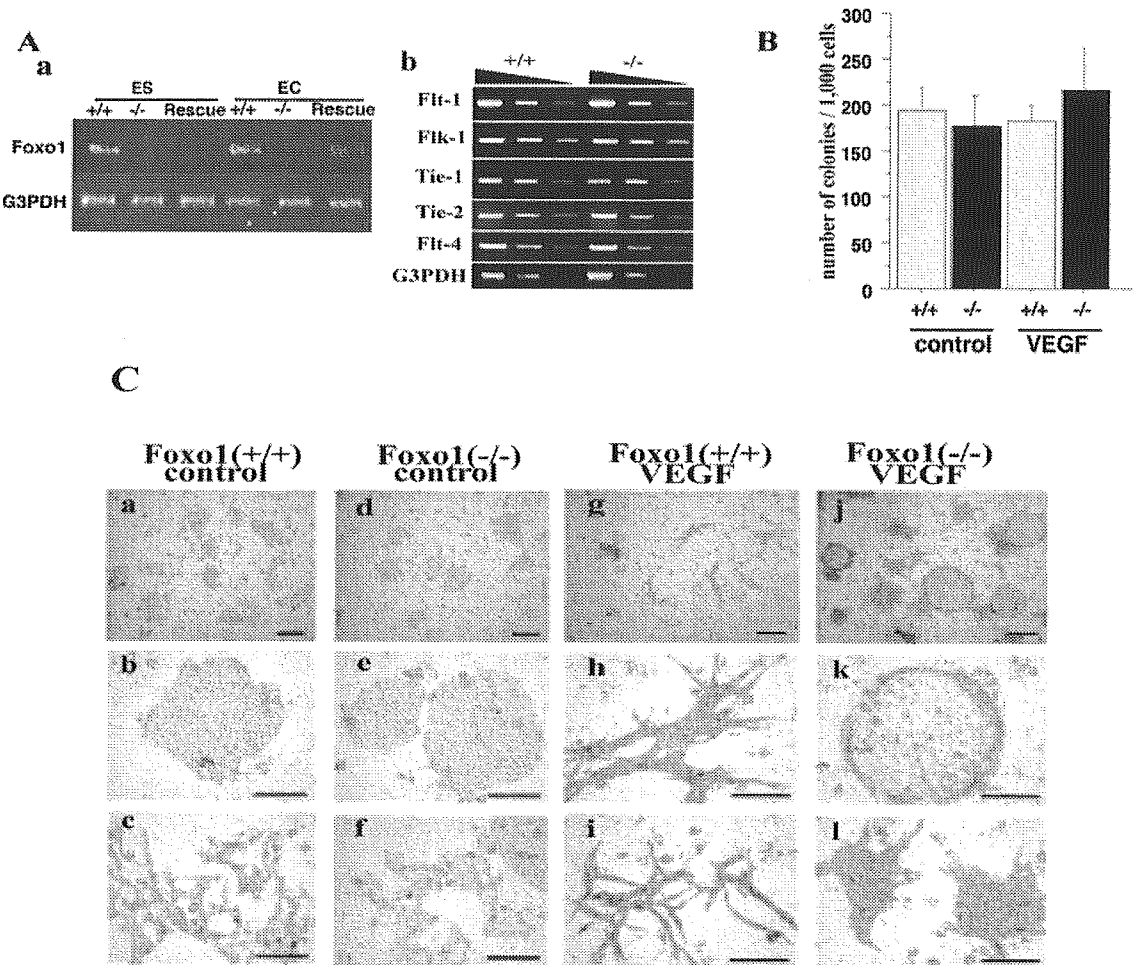 A
a
ES EC
+/+ -/- Rescue +/+ -/- Rescue
Foxo1
G3PDH
b
+/+ -/-
Flt-1
Flk-1
Tie-1
Tie-2
Flt-4
G3PDH
B
number of colonies / 1,000 cells
300
250
200
150
100
50
0
+/+ -/- +/+ -/-
control VEGF
C
Foxo1(+/+)
control
Foxo1(-/-)
control
Foxo1(+/+)
VEGF
Foxo1(-/-)
VEGF
a d g j
b e h k
c f i l